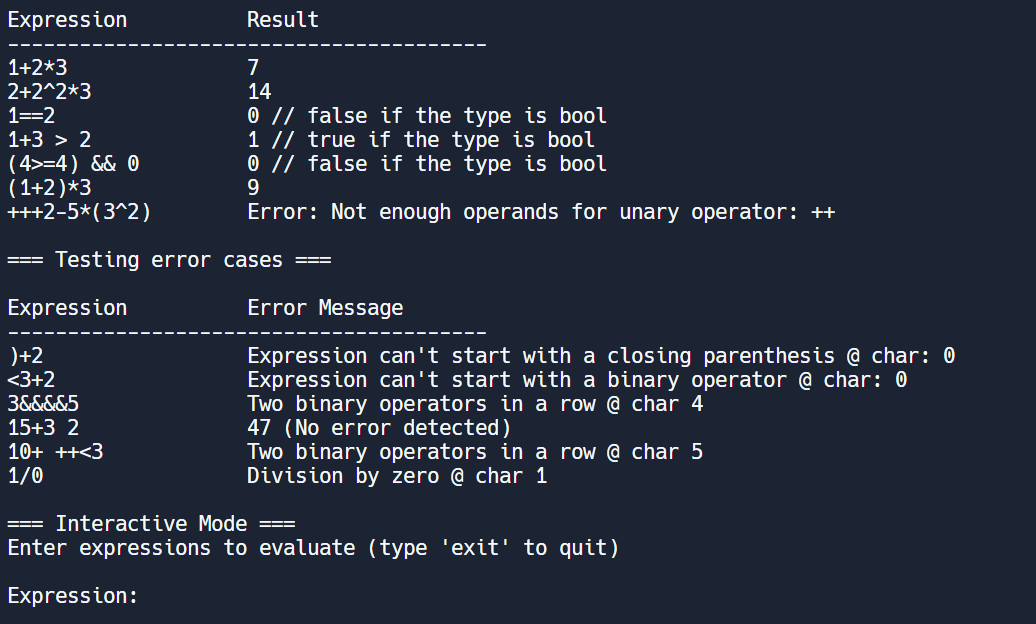 Expression          Result
----------------------------------------
1+2*3               7
2+2^2*3             14
1==2                0 // false if the type is bool
1+3 > 2             1 // true if the type is bool
(4>=4) && 0         0 // false if the type is bool
(1+2)*3             9
+++2-5*(3^2)        Error: Not enough operands for unary operator: ++
=== Testing error cases ===
Expression          Error Message
----------------------------------------
)+2                 Expression can't start with a closing parenthesis @ char: 0
<3+2                Expression can't start with a binary operator @ char: 0
3&&&&5              Two binary operators in a row @ char 4
15+3 2              47 (No error detected)
10+ ++<3            Two binary operators in a row @ char 5
1/0                 Division by zero @ char 1
=== Interactive Mode ===
Enter expressions to evaluate (type 'exit' to quit)
Expression: